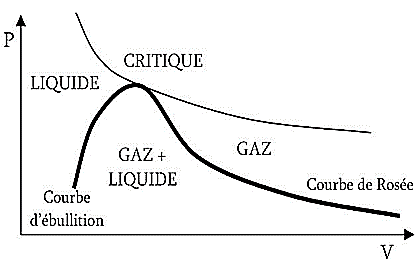 P
CRITIQUE
LIQUIDE
GAZ
GAZ +
LIQUIDE
Courbe de Rosée
Courbe
d'ébullition
V